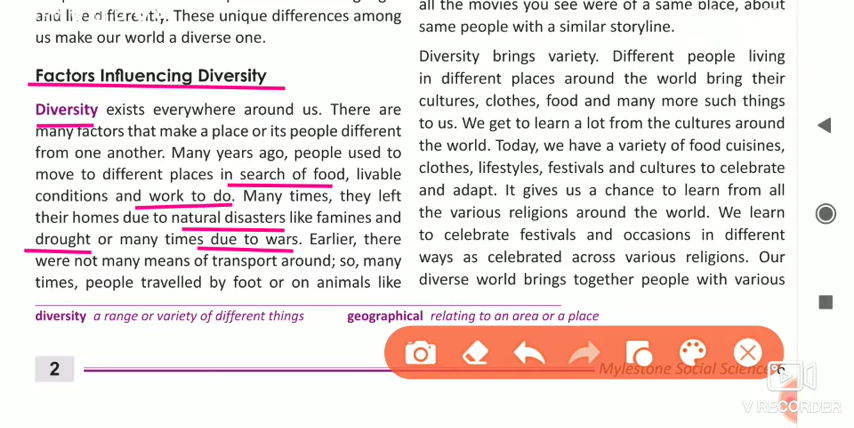 and live differently. These unique differences among
us make our world a diverse one.
Factors Influencing Diversity
Diversity exists everywhere around us. There are
many factors that make a place or its people different
from one another. Many years ago, people used to
move to different places in search of food, livable
conditions and work to do. Many times, they left
their homes due to natural disasters like famines and
drought or many times due to wars. Earlier, there
were not many means of transport around; so, many
times, people travelled by foot or on animals like
all the movies you see were of a same place, about
same people with a similar storyline.
Diversity brings variety. Different people living
in different places around the world bring their
cultures, clothes, food and many more such things
to us. We get to learn a lot from the cultures around
the world. Today, we have a variety of food cuisines,
clothes, lifestyles, festivals and cultures to celebrate
and adapt. It gives us a chance to learn from all
the various religions around the world. We learn
to celebrate festivals and occasions in different
ways as celebrated across various religions. Our
diverse world brings together people with various
diversity a range or variety of different things
geographical relating to an area or a place
2
Mylestone Social Science
V RECORDER